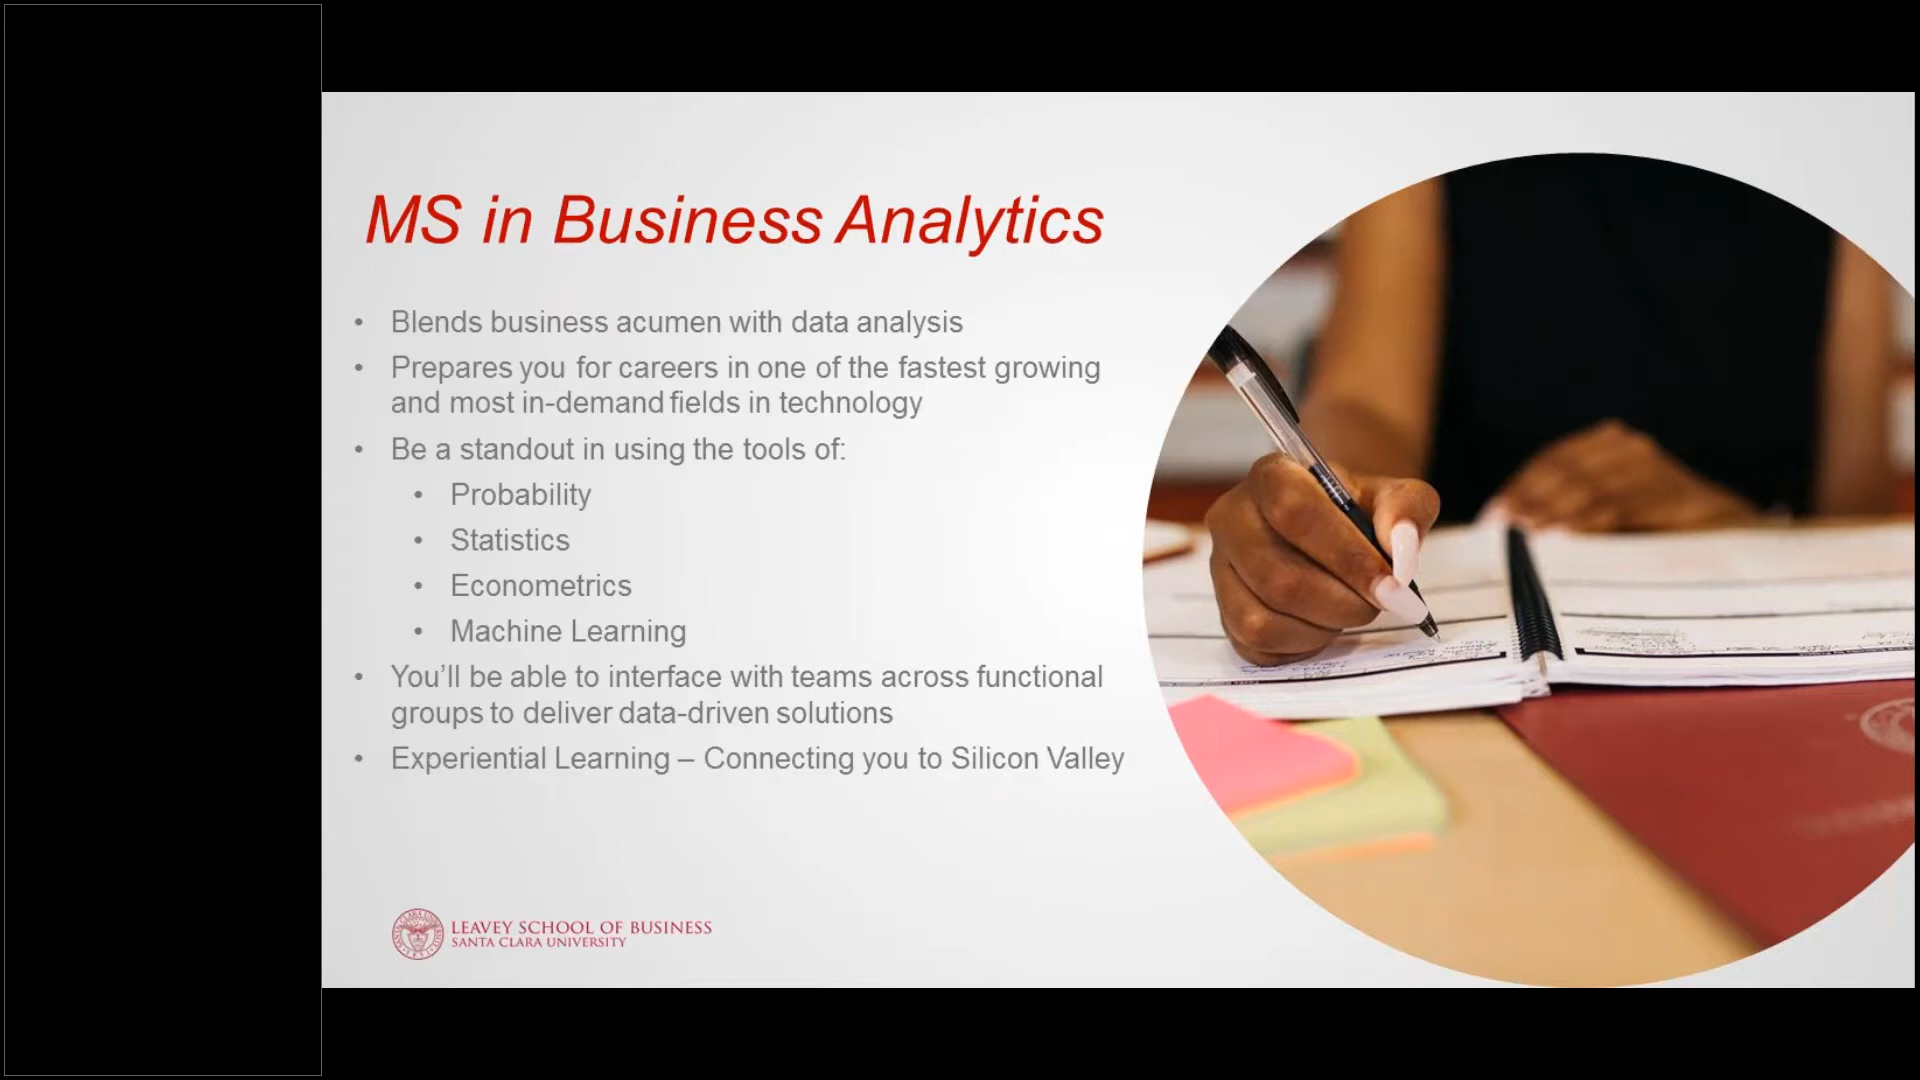 MS in Business Analytics
• Blends business acumen with data analysis
• Prepares you for careers in one of the fastest growing
and most in-demand fields in technology
• Be a standout in using the tools of:
• Probability
• Statistics
• Econometrics
• Machine Learning
• You’ll be able to interface with teams across functional
groups to deliver data-driven solutions
• Experiential Learning – Connecting you to Silicon Valley
LEAVEY SCHOOL OF BUSINESS
SANTA CLARA UNIVERSITY